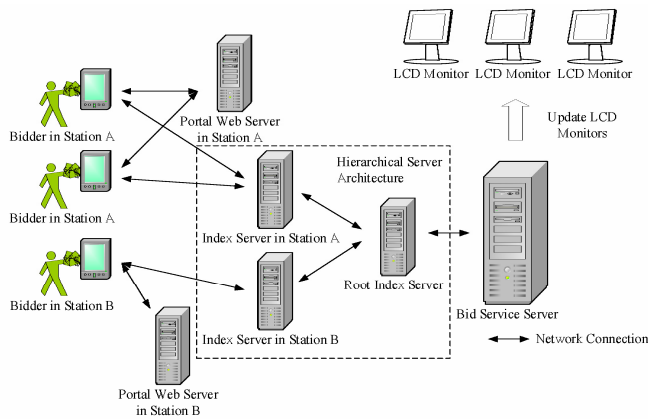 LCD Monitor LCD Monitor LCD Monitor
Update LCD
Monitors
Bidder in Station A
Portal Web Server
in Station A
Hierarchical Server
Architecture
Bidder in Station A
Index Server in Station A
Root Index Server
Bidder in Station B
Bid Service Server
Index Server in Station B
Network Connection
Portal Web Server
in Station B